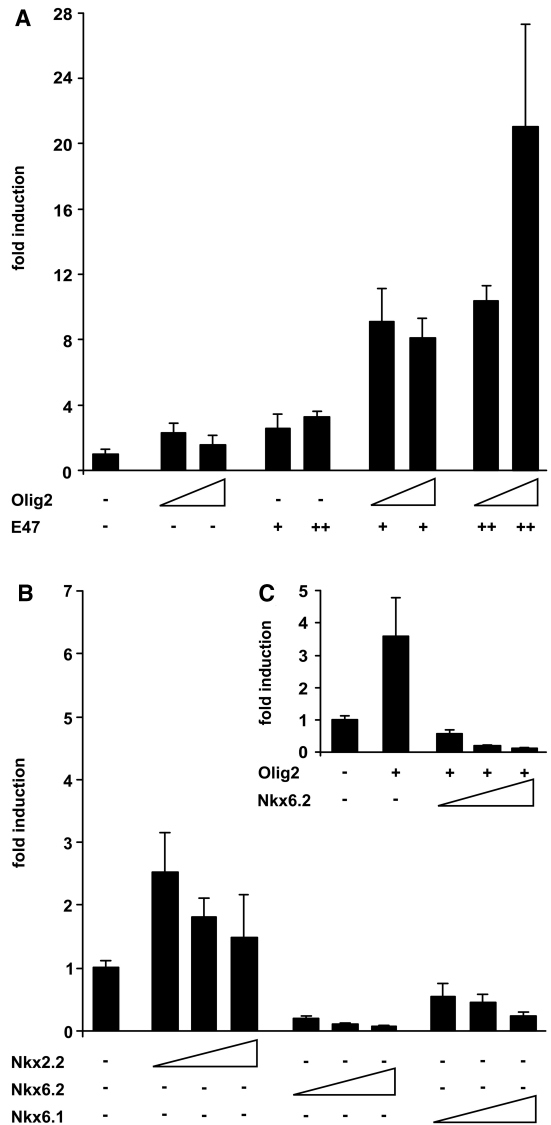 A
28
24
20
16
12
8
4
0
fold induction
Olig2 - - -
E47 - - - + ++ + + ++ ++
B
7
6
5
4
3
2
1
0
fold induction
C
5
4
3
2
1
0
fold induction
Olig2 - + + + +
Nkx6.2 - -
Nkx2.2 - - - - - - -
Nkx6.2 - - - - - - -
Nkx6.1 - - - - - - -